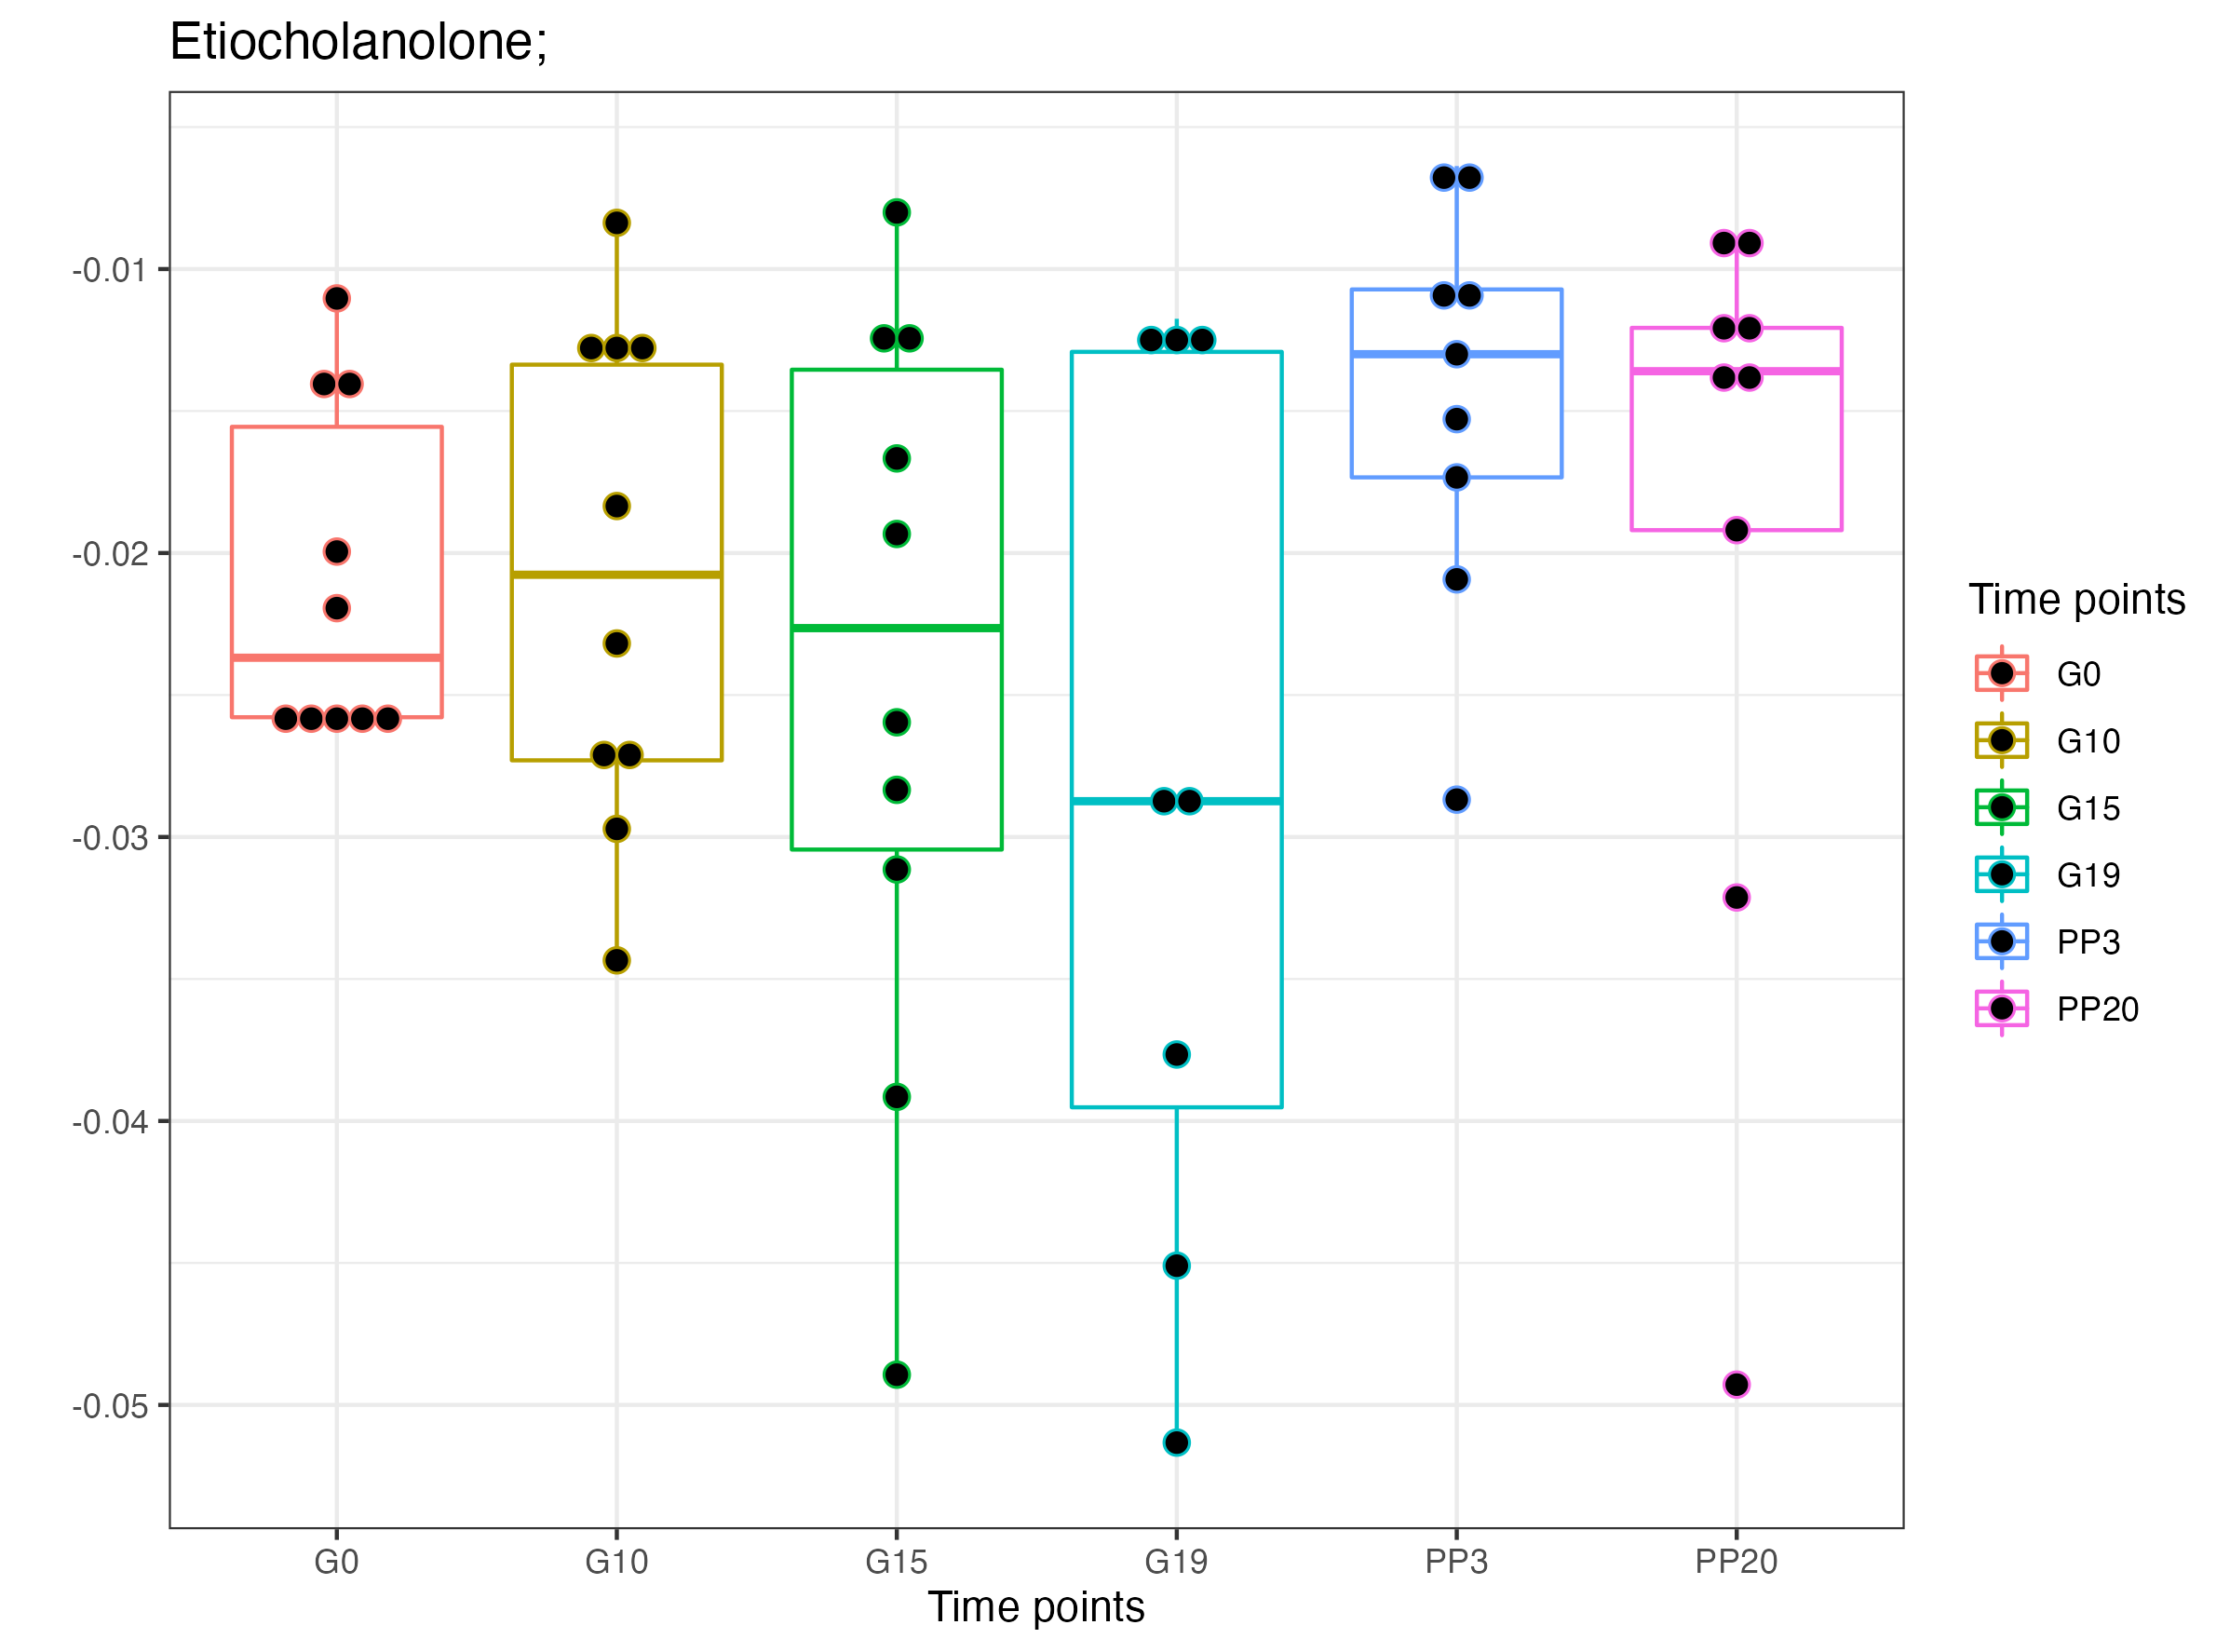 Etiocholanolone;
-0.01
-0.02
-0.03
-0.04
-0.05
G0 G10 G15 G19 PP3 PP20
Time points
Time points
G0
G10
G15
G19
PP3
PP20